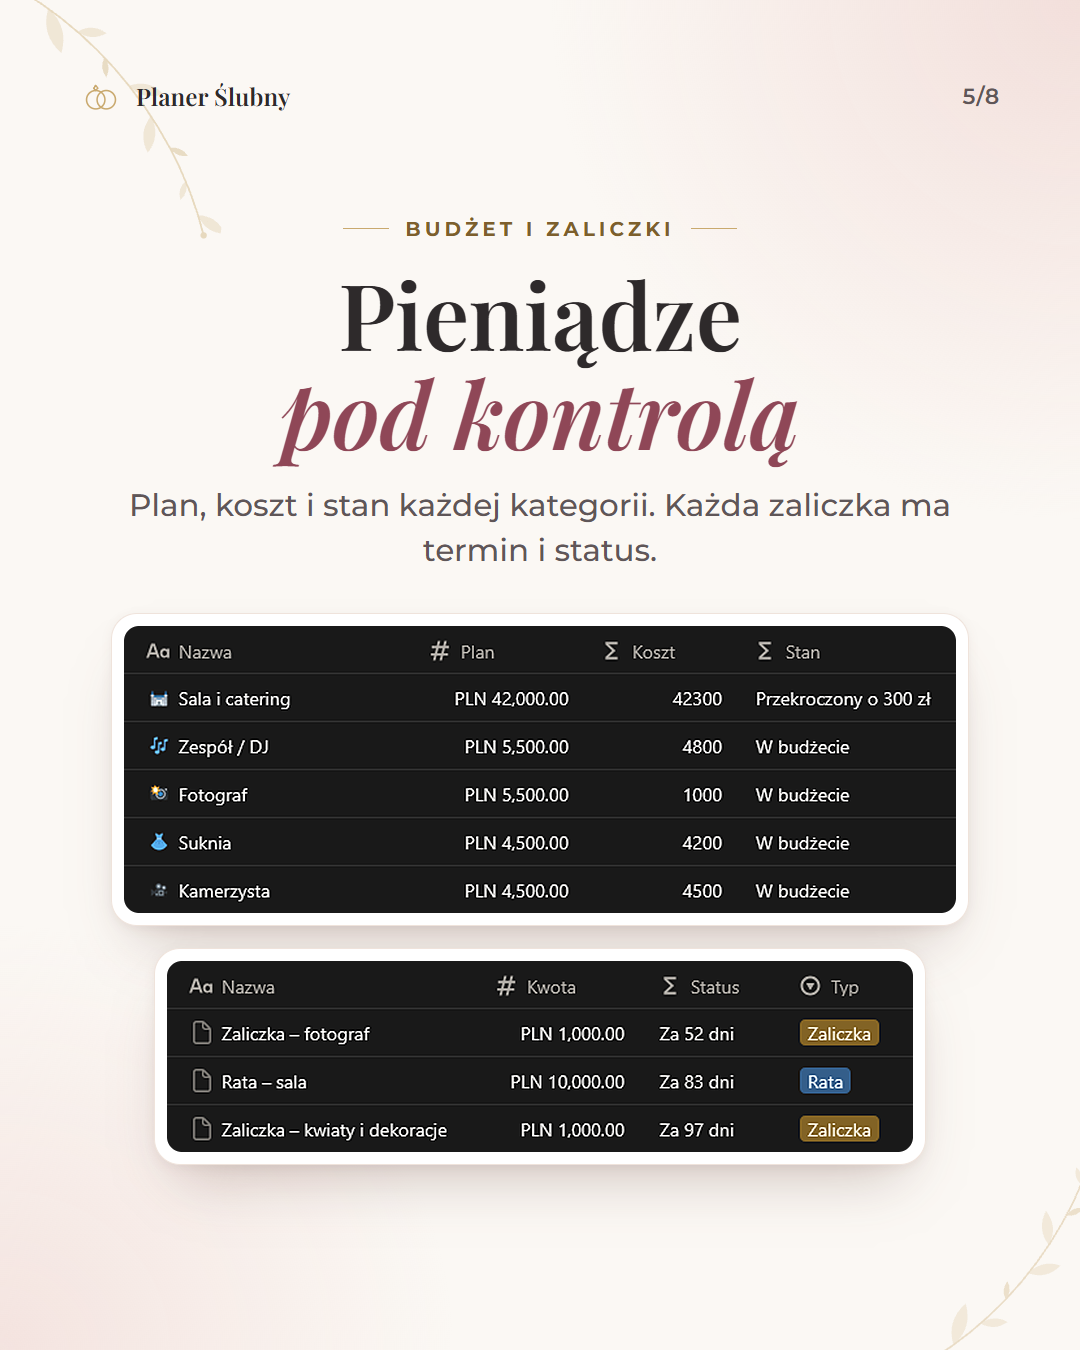 Planer Ślubny
5/8
BUDŻET I ZALICZKI
Pieniądze
pod kontrolą
Plan, koszt i stan każdej kategorii. Każda zaliczka ma
termin i status.
Aa Nazwa # Plan Σ Koszt Σ Stan
Sala i catering PLN 42,000.00 42300 Przekroczony o 300 zł
Zespół / DJ PLN 5,500.00 4800 W budżecie
Fotograf PLN 5,500.00 1000 W budżecie
Suknia PLN 4,500.00 4200 W budżecie
Kamerzysta PLN 4,500.00 4500 W budżecie
Aa Nazwa # Kwota Σ Status Typ
Zaliczka – fotograf PLN 1,000.00 Za 52 dni Zaliczka
Rata – sala PLN 10,000.00 Za 83 dni Rata
Zaliczka – kwiaty i dekoracje PLN 1,000.00 Za 97 dni Zaliczka